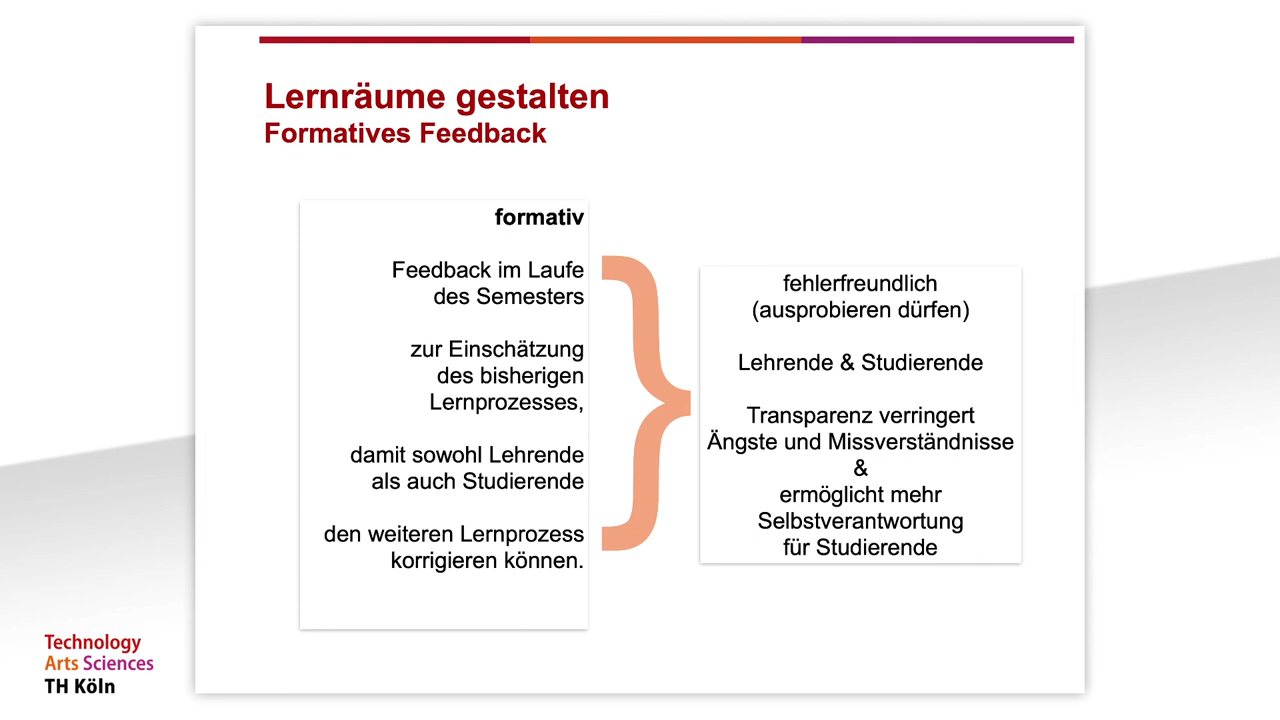 Lernräume gestalten
Formatives Feedback
formativ
Feedback im Laufe
des Semesters
zur Einschätzung
des bisherigen
Lernprozesses,
damit sowohl Lehrende
als auch Studierende
den weiteren Lernprozess
korrigieren können.
fehlerfreundlich
(ausprobieren dürfen)
Lehrende & Studierende
Transparenz verringert
Ängste und Missverständnisse
&
ermöglicht mehr
Selbstverantwortung
für Studierende
Technology
Arts Sciences
TH Köln